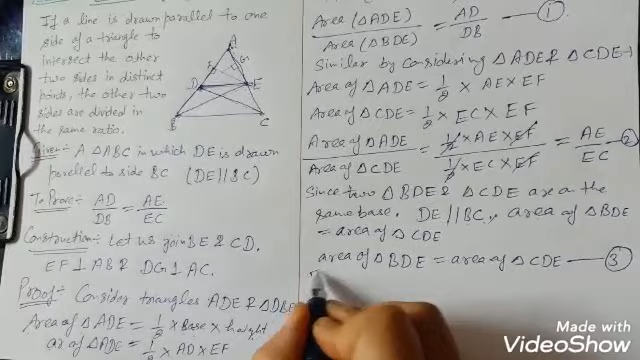 If a line is drawn parallel to one
side of a triangle to
intersect the other
two sides in distinct
points, the other two
sides are divided in
the same ratio.
A
D
E
B
C
Given:- A △ABC in which DE is drawn
parellel to side BC (DE||BC)
To Prove:- AD/DB = AE/EC
Construction:- Let us join BE & CD.
EF⊥AB & DG⊥AC.
Proof:- Consider triangles ADE & △DBE
Area of △ADE = 1/2 × Base × height
ar of △ADE = 1/2 × AD × EF
Area (△ADE)/Area (△BDE) = AD/DB — ①
Similar by considering △ADE & △CDE
Area of △ADE = 1/2 × AE × EF
Area of △CDE = 1/2 × EC × EF
Area of △ADE/Area of △CDE = 1/2 × AE × EF/1/2 × EC × EF = AE/EC — ②
Since two △BDE & △CDE area the
same base. DE||BC, area of △BDE
= area of △CDE
area of △BDE = area of △CDE — ③
Made with
VideoShow